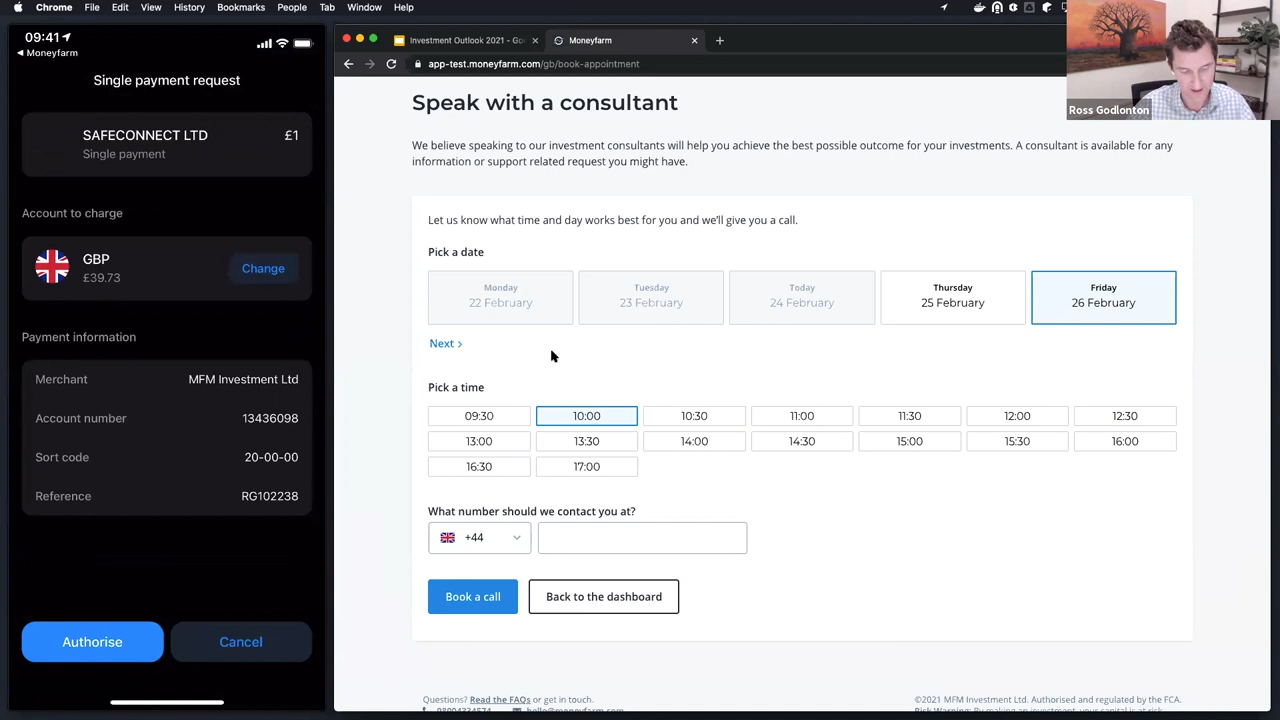 Chrome File Edit View History Bookmarks People Tab Window Help
09:41
Moneyfarm
Single payment request
SAFECONNECT LTD £1
Single payment
Account to charge
GBP
£39.73
Change
Payment information
Merchant MFM Investment Ltd
Account number 13436098
Sort code 20-00-00
Reference RG102238
Authorise Cancel
Investment Outlook 2021 - Go
Moneyfarm
app-test.moneyfarm.com/gb/book-appointment
Ross Godlonton
Speak with a consultant
We believe speaking to our investment consultants will help you achieve the best possible outcome for your investments. A consultant is available for any
information or support related request you might have.
Let us know what time and day works best for you and we'll give you a call.
Pick a date
Monday Tuesday Today Thursday Friday
22 February 23 February 24 February 25 February 26 February
Next >
Pick a time
09:30 10:00 10:30 11:00 11:30 12:00 12:30
13:00 13:30 14:00 14:30 15:00 15:30 16:00
16:30 17:00
What number should we contact you at?
+44
Book a call Back to the dashboard
Questions? Read the FAQs or get in touch.
©2021 MFM Investment Ltd. Authorised and regulated by the FCA.